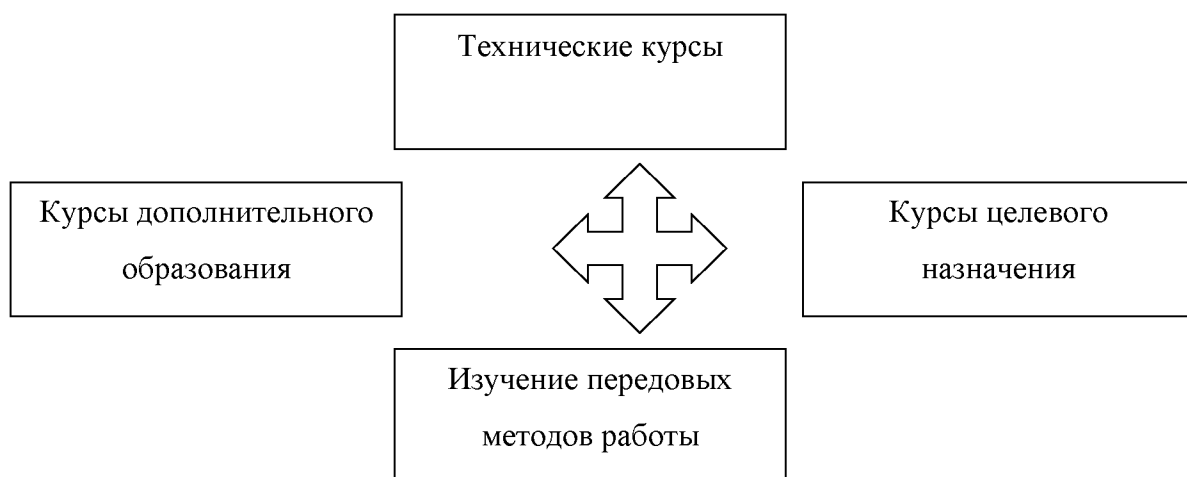 Технические курсы
Курсы дополнительного
образования
Курсы целевого
назначения
Изучение передовых
методов работы